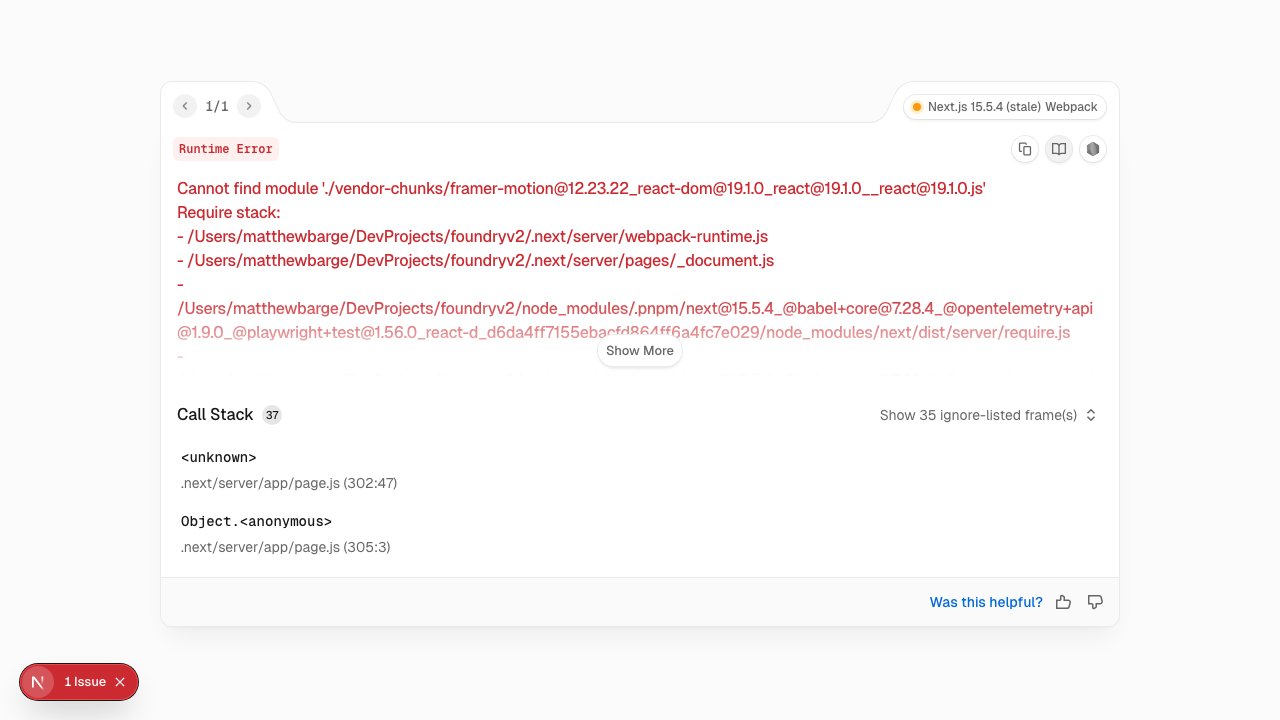 1/1
Next.js 15.5.4 (stale) Webpack
Runtime Error
Cannot find module './vendor-chunks/framer-motion@12.23.22_react-dom@19.1.0_react@19.1.0__react@19.1.0.js'
Require stack:
- /Users/matthewbarge/DevProjects/foundryv2/.next/server/webpack-runtime.js
- /Users/matthewbarge/DevProjects/foundryv2/.next/server/pages/_document.js
-
/Users/matthewbarge/DevProjects/foundryv2/node_modules/.pnpm/next@15.5.4_@babel+core@7.28.4_@opentelemetry+api
@1.9.0_@playwright+test@1.56.0_react-d_d6da4ff7155ebacfd864ff6a4fc7e029/node_modules/next/dist/server/require.js
-
Show More
Call Stack 37
Show 35 ignore-listed frame(s)
<unknown>
.next/server/app/page.js (302:47)
Object.<anonymous>
.next/server/app/page.js (305:3)
Was this helpful?
N 1 Issue